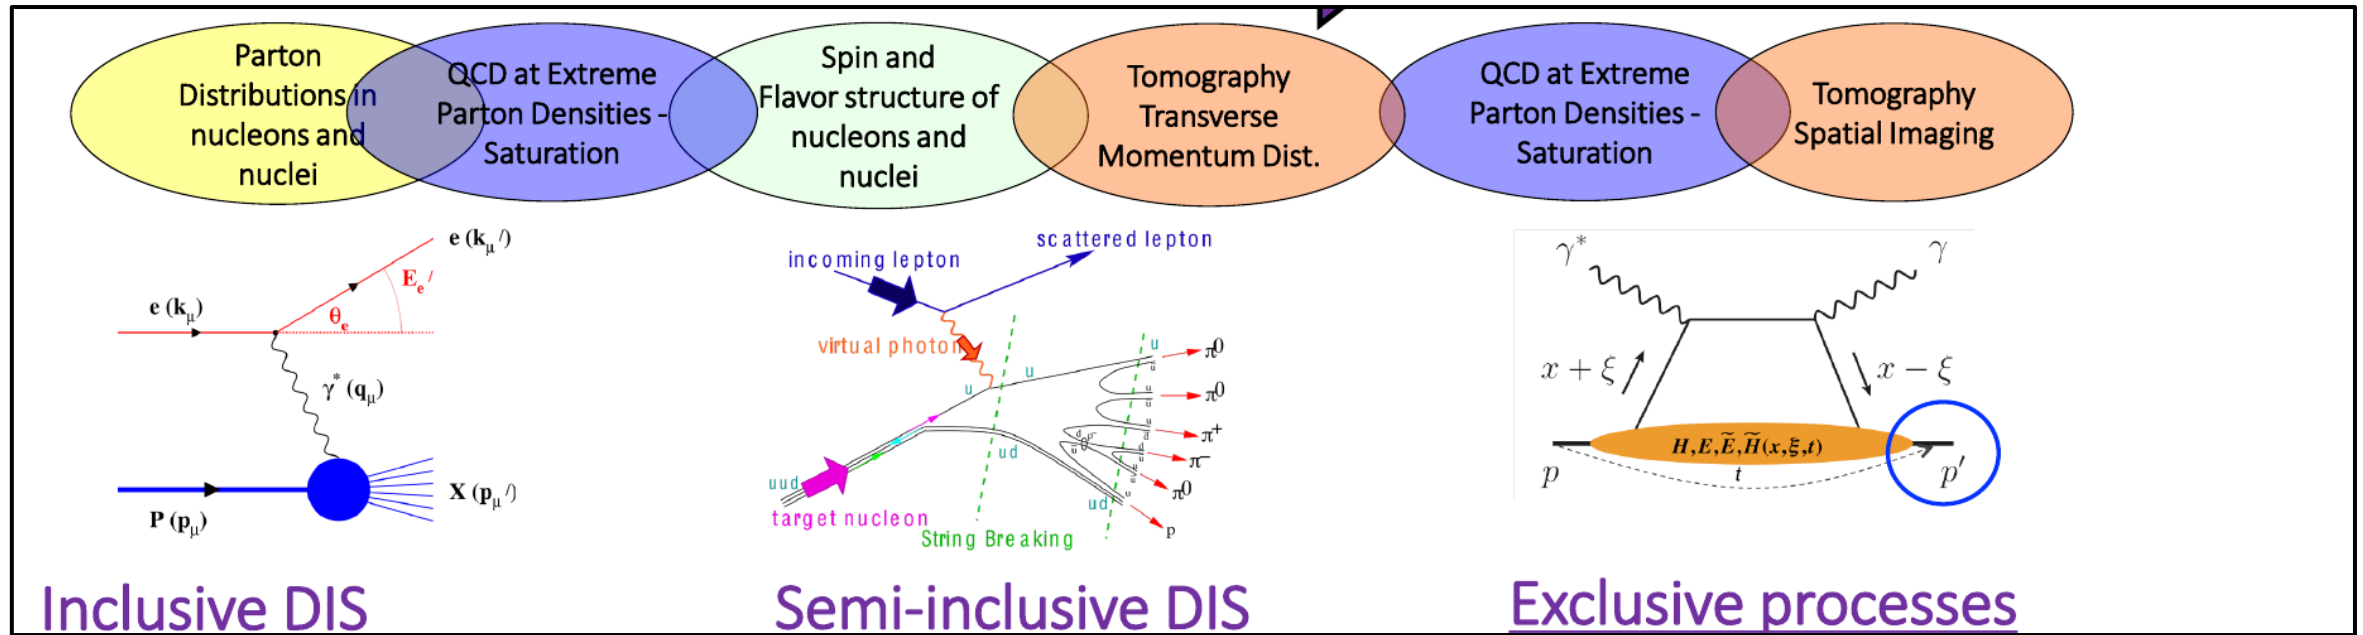 Parton
Distributions in
nucleons and
nuclei
QCD at Extreme
Parton Densities -
Saturation
Spin and
Flavor structure of
nucleons and
nuclei
Tomography
Transverse
Momentum Dist.
QCD at Extreme
Parton Densities -
Saturation
Tomography
Spatial Imaging
e (kμ′)
Ee′
e (kμ)
θe
γ* (qμ)
X (pμ′)
P (pμ)
scattered lepton
incoming lepton
virtual photon
u
u
u
π0
π0
π+
π−
π0
p
ud
ud
uud
target nucleon
String Breaking
γ*
γ
x + ξ
x − ξ
H, E, Ẽ, H̃(x,ξ,t)
p
t
p′
Inclusive DIS
Semi-inclusive DIS
Exclusive processes